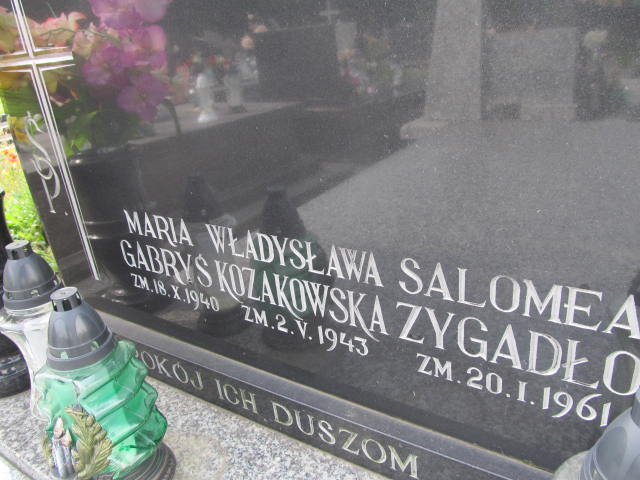 Ś.P.
MARIA WŁADYSŁAWA SALOMEA
GABRYŚ KOZAKOWSKA ZYGADŁO
ZM.18.X.1940 ZM.2.V.1943 ZM.20.I.1961
POKÓJ ICH DUSZOM